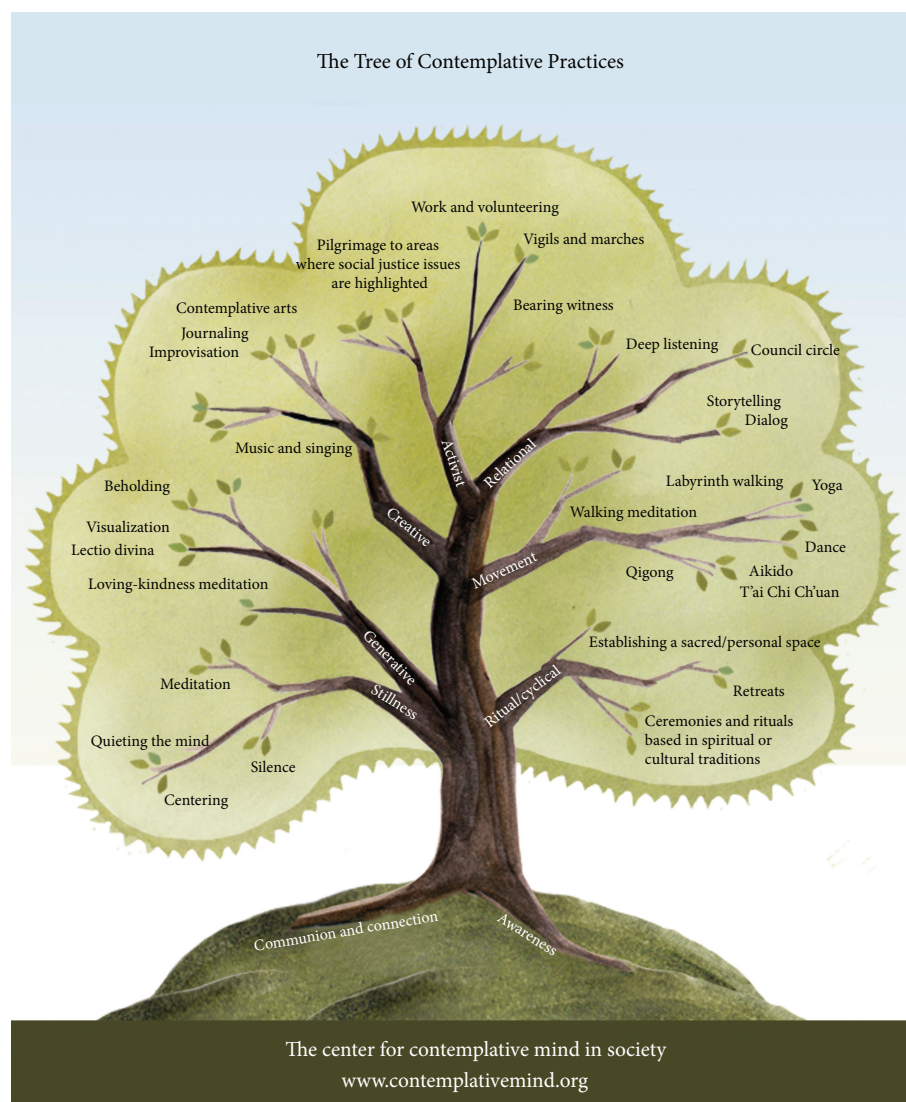 The Tree of Contemplative Practices
Work and volunteering
Vigils and marches
Pilgrimage to areas
where social justice issues
are highlighted
Bearing witness
Contemplative arts
Journaling
Improvisation
Deep listening
Council circle
Storytelling
Dialog
Music and singing
Activist
Relational
Beholding
Labyrinth walking
Yoga
Visualization
Walking meditation
Creative
Lectio divina
Dance
Movement
Loving-kindness meditation
Qigong
Aikido
T'ai Chi Ch'uan
Generative
Establishing a sacred/personal space
Meditation
Stillness
Ritual/cyclical
Retreats
Ceremonies and rituals
based in spiritual or
cultural traditions
Quieting the mind
Silence
Centering
Communion and connection
Awareness
The center for contemplative mind in society
www.contemplativemind.org